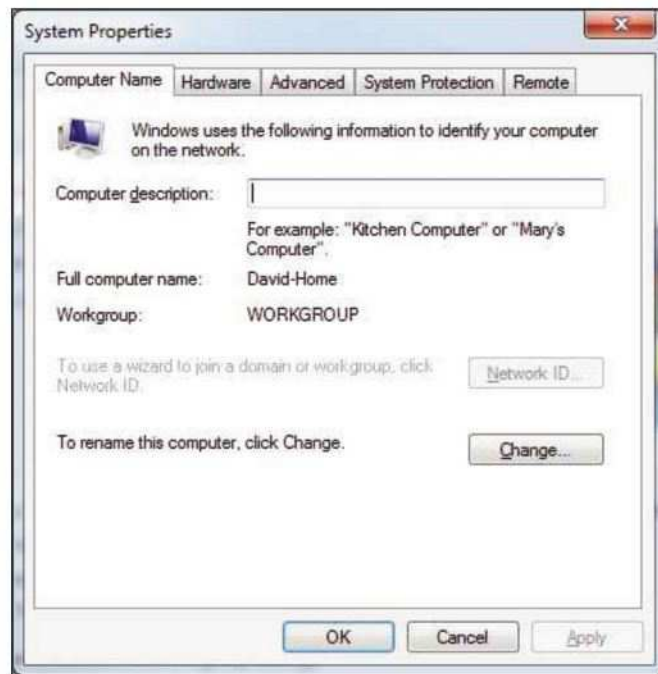 System Properties
Computer Name Hardware Advanced System Protection Remote
Windows uses the following information to identify your computer
on the network.
Computer description:
For example: "Kitchen Computer" or "Mary's
Computer".
Full computer name: David-Home
Workgroup: WORKGROUP
To use a wizard to join a domain or workgroup, click
Network ID.
Network ID...
To rename this computer, click Change.
Change...
OK Cancel Apply